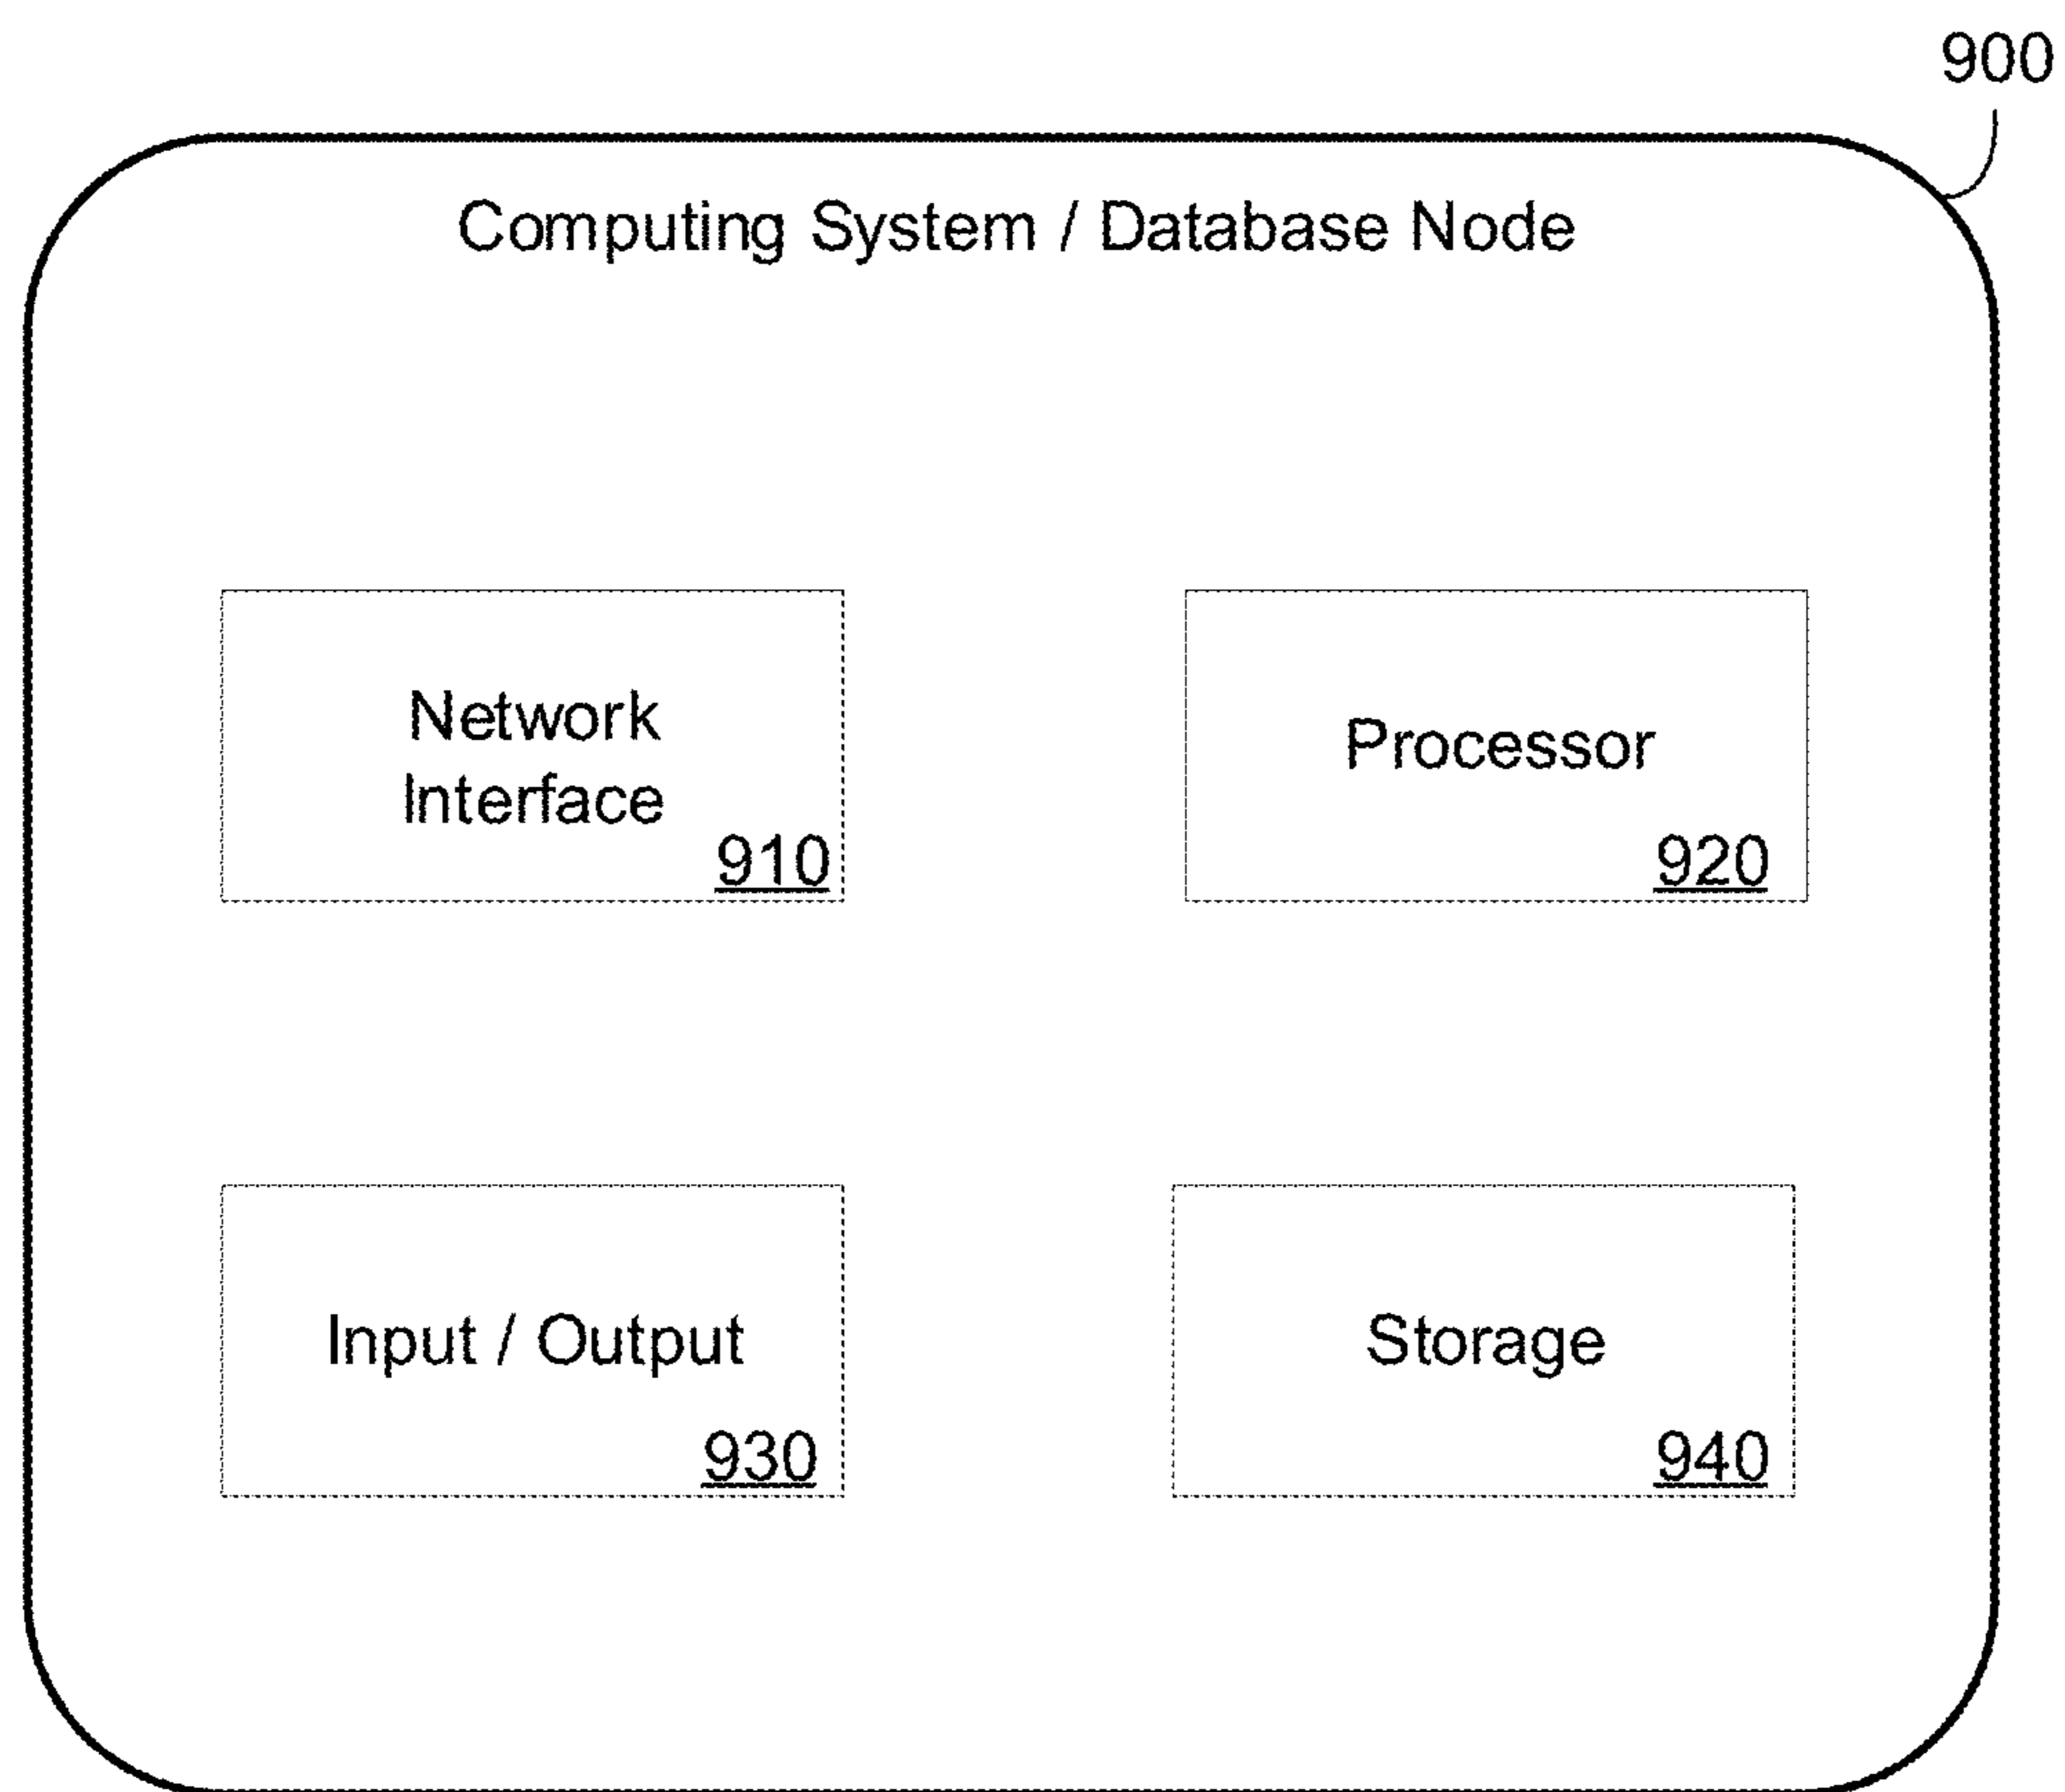 900
Computing System / Database Node
Network
Interface
910
Processor
920
Input / Output
930
Storage
940